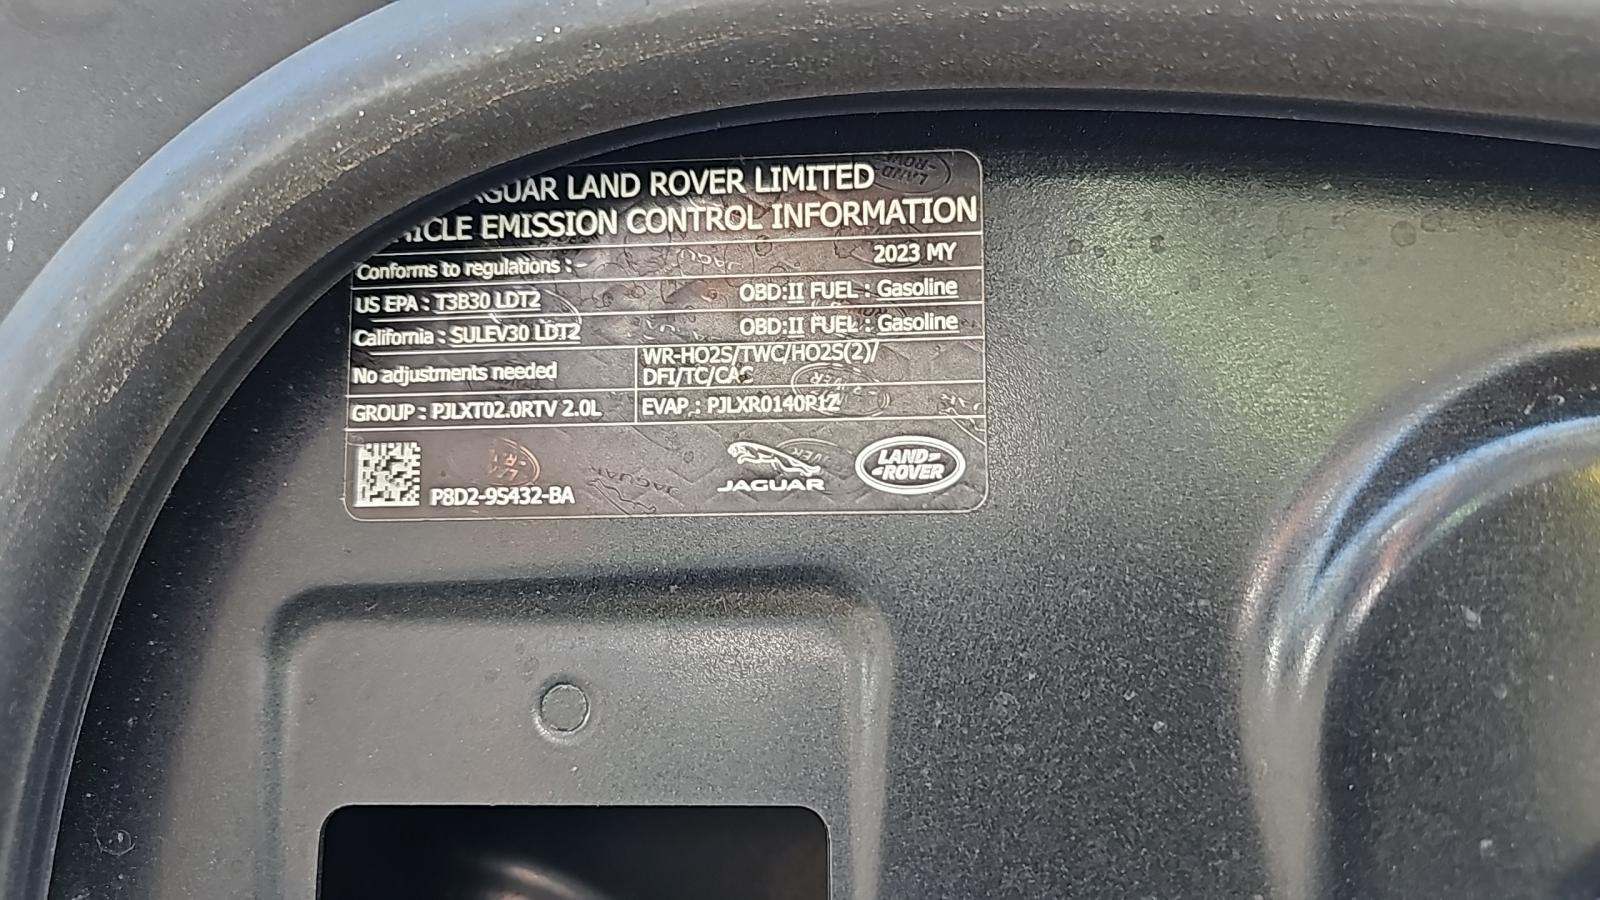 JAGUAR LAND ROVER LIMITED
EMISSION CONTROL INFORMATION
Conforms to regulations : - 2023 MY
US EPA : T3B30 LDT2 OBD:II FUEL : Gasoline
California : SULEV30 LDT2 OBD:II FUEL : Gasoline
No adjustments needed
WR-HO2S/TWC/HO2S(2)/
DFI/TC/CAC
GROUP : PJLXT02.0RTV 2.0L
EVAP : PJLXR0140P1Z
P8D2-9S432-BA
JAGUAR
LAND-
-ROVER